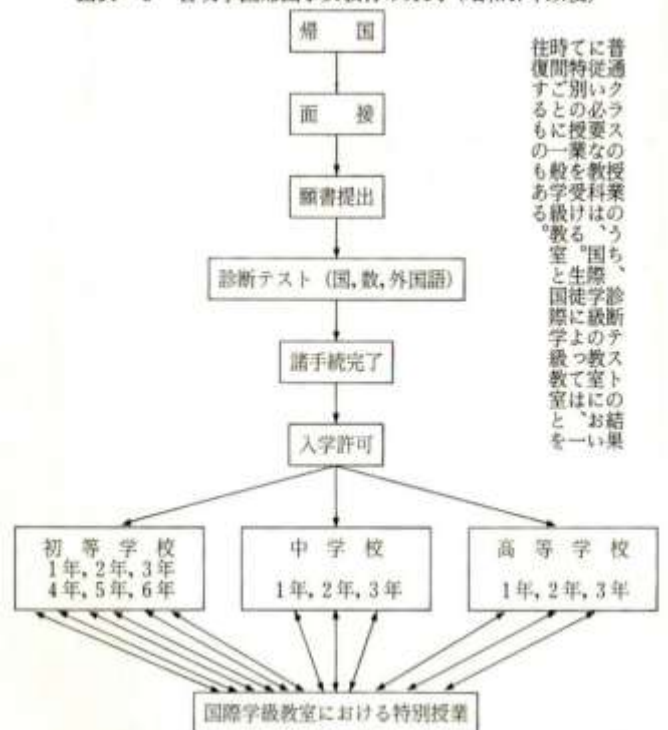 帰 国
面 接
願書提出
診断テスト (国, 数, 外国語)
諸手続完了
入学許可
初 等 学 校
1年, 2年, 3年
4年, 5年, 6年
中 学 校
1年, 2年, 3年
高 等 学 校
1年, 2年, 3年
国際学級教室における特別授業
普通クラスの授業のうち、診断テストの結果
に従い必要な教科は、国際学級の教室におい
て特別の授業を受ける。生徒によっては、一
時間ごとに一般学級教室と国際学級教室とを
往復するものもある。